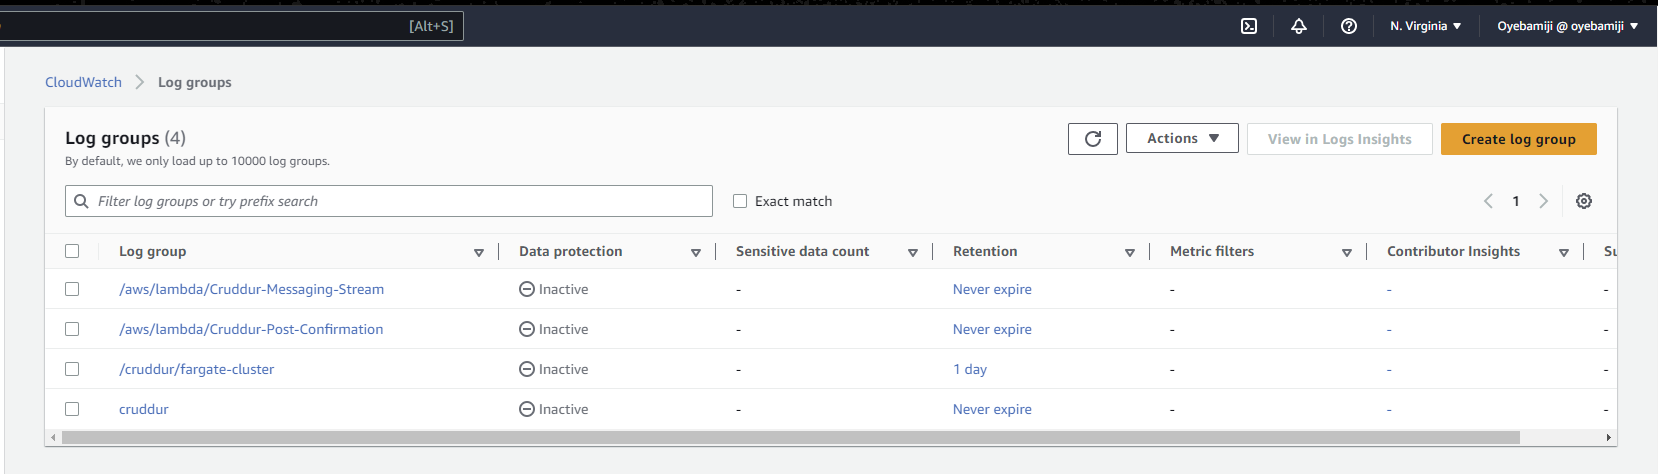 [Alt+S] N. Virginia Oyebamiji @ oyebamiji
CloudWatch Log groups
Log groups (4) Actions View in Logs Insights Create log group
By default, we only load up to 10000 log groups.
Filter log groups or try prefix search Exact match 1
Log group Data protection Sensitive data count Retention Metric filters Contributor Insights
/aws/lambda/Cruddur-Messaging-Stream Inactive - Never expire - - -
/aws/lambda/Cruddur-Post-Confirmation Inactive - Never expire - - -
/cruddur/fargate-cluster Inactive - 1 day - - -
cruddur Inactive - Never expire - - -